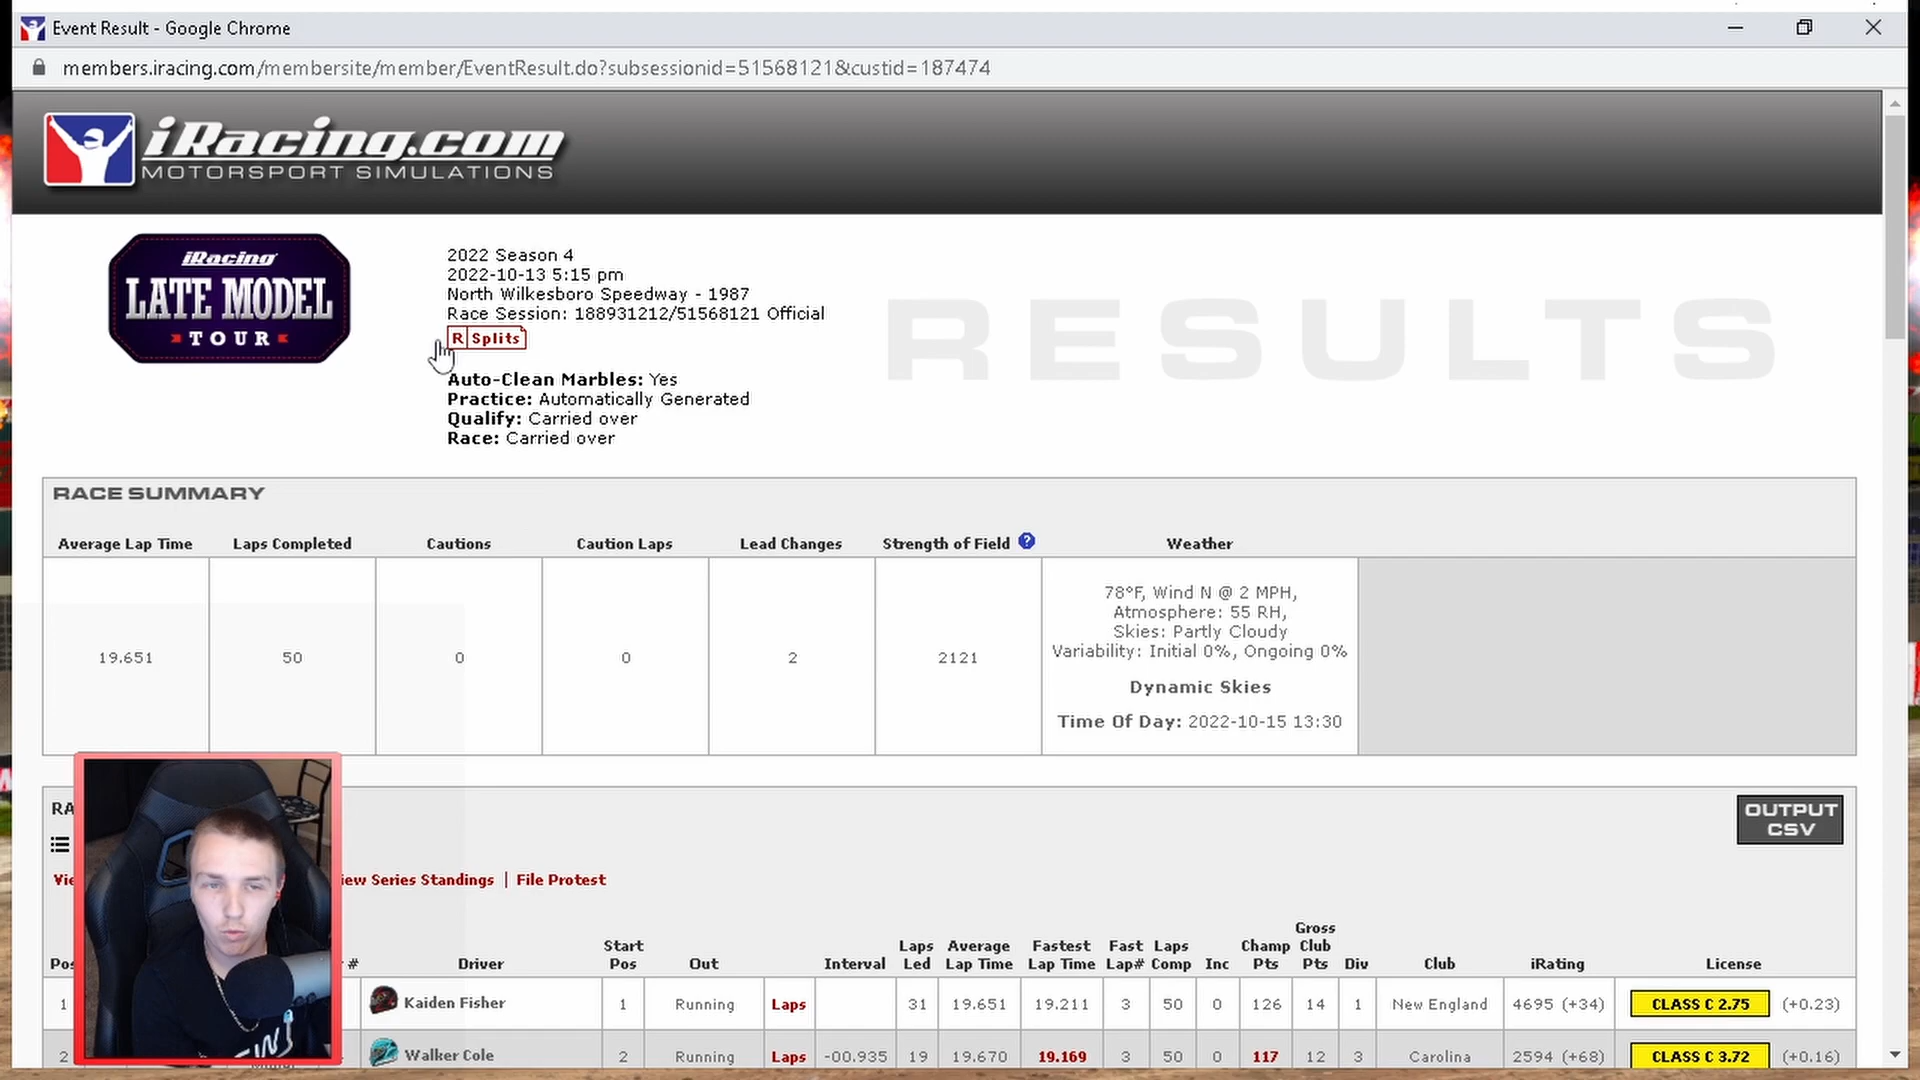 Event Result - Google Chrome
members.iracing.com/membersite/member/EventResult.do?subsessionid=51568121&custid=187474
iRacing.com
MOTORSPORT SIMULATIONS
iRacing
LATE MODEL
TOUR
2022 Season 4
2022-10-13 5:15 pm
North Wilkesboro Speedway - 1987
Race Session: 188931212/51568121 Official
R Splits
RESULTS
Auto-Clean Marbles: Yes
Practice: Automatically Generated
Qualify: Carried over
Race: Carried over
RACE SUMMARY
Average Lap Time Laps Completed Cautions Caution Laps Lead Changes Strength of Field ? Weather
19.651 50 0 0 2 2121
78°F, Wind N @ 2 MPH,
Atmosphere: 55 RH,
Skies: Partly Cloudy
Variability: Initial 0%, Ongoing 0%
Dynamic Skies
Time Of Day: 2022-10-15 13:30
RA
OUTPUT
CSV
Vie iew Series Standings | File Protest
Pos # Driver Start Pos Out Interval Laps Led Average Lap Time Fastest Lap Time Fast Lap# Laps Comp Inc Champ Pts Gross Club Pts Div Club iRating License
1 Kaiden Fisher 1 Running Laps 31 19.651 19.211 3 50 0 126 14 1 New England 4695 (+34) CLASS C 2.75 (+0.23)
2 Walker Cole 2 Running Laps -00.935 19 19.670 19.169 3 50 0 117 12 3 Carolina 2594 (+68) CLASS C 3.72 (+0.16)